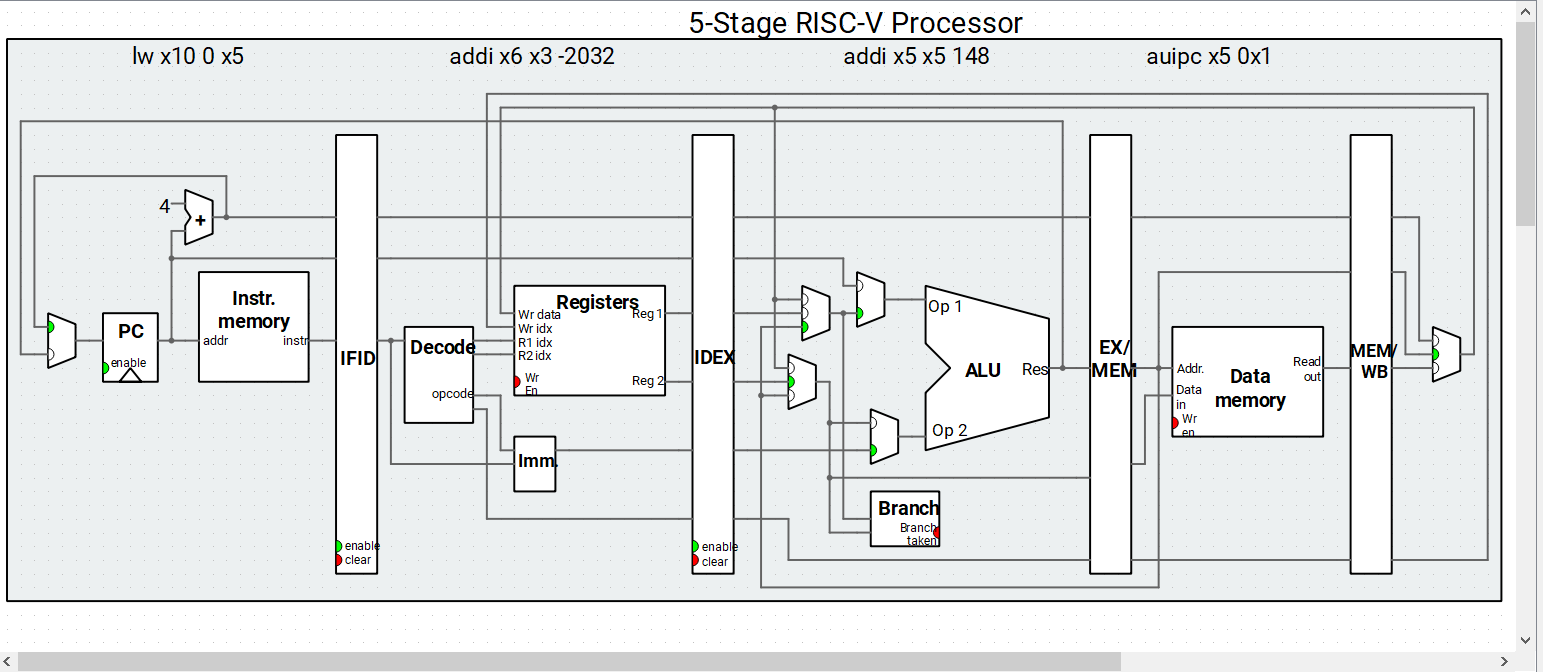 5-Stage RISC-V Processor
lw x10 0 x5
addi x6 x3 -2032
addi x5 x5 148
auipc x5 0x1
4
+
Instr.
memory
addr
instr
PC
enable
IFID
enable
clear
Decode
opcode
Registers
Wr data
Wr idx
R1 idx
R2 idx
Wr
En
Reg 1
Reg 2
Imm.
IDEX
enable
clear
Op 1
ALU
Res
Op 2
Branch
Branch
taken
EX/
MEM
Addr.
Data
in
Wr
en
Data
memory
Read
out
MEM/
WB